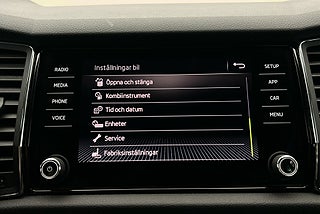 Inställningar bil
RADIO
MEDIA
PHONE
VOICE
Öppna och stänga
Kombiinstrument
Tid och datum
Enheter
Service
Fabriksinställningar
SETUP
APP
CAR
MENU